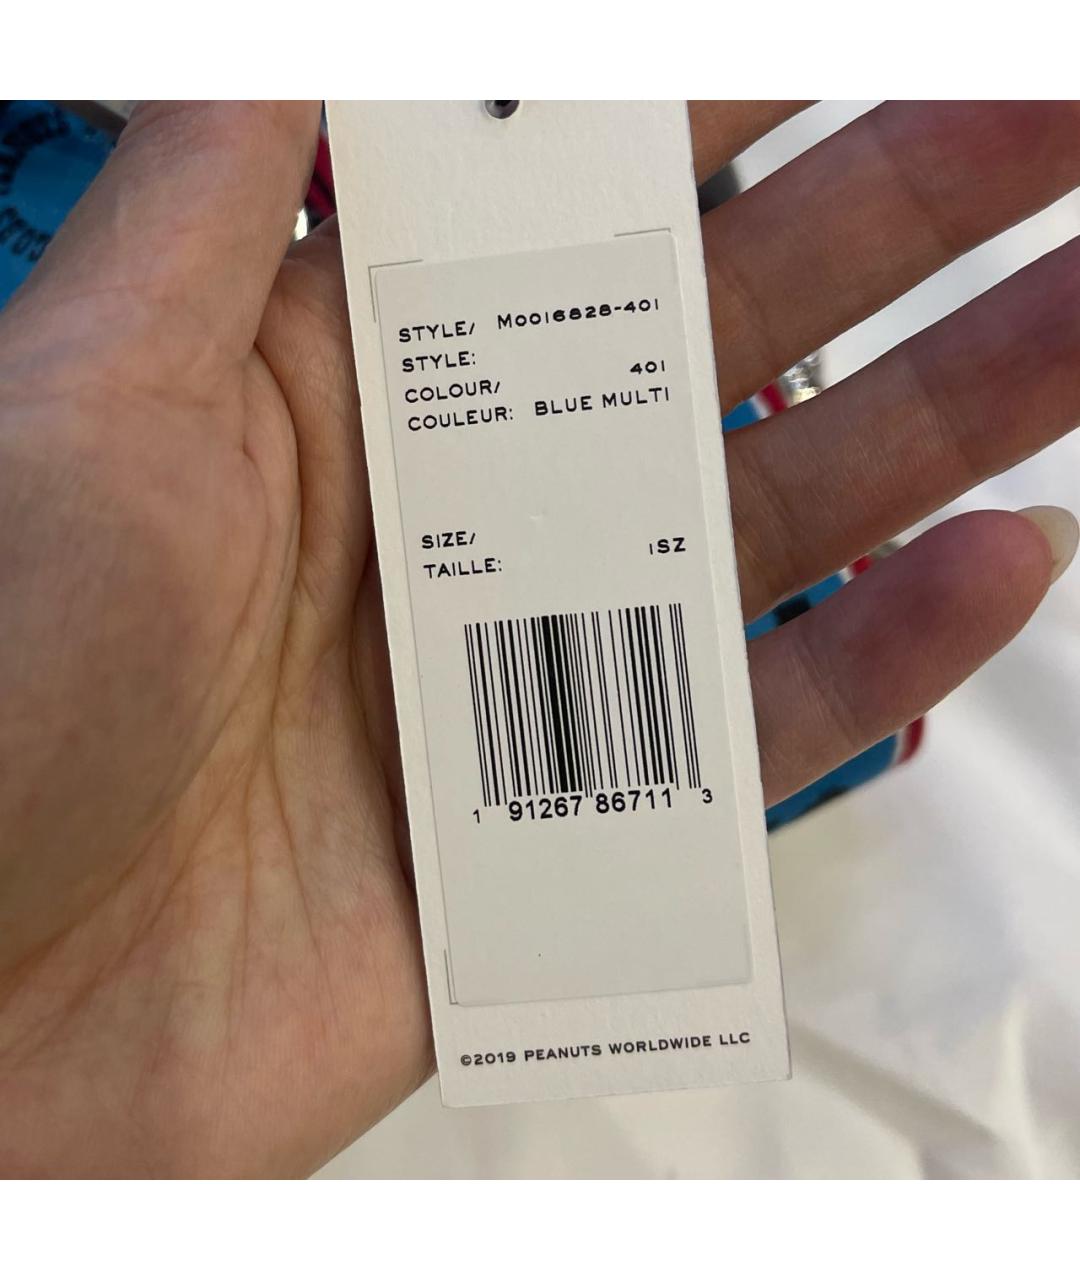 STYLE/ M0016828-401
STYLE:
COLOUR/ 401
COULEUR: BLUE MULTI
SIZE/
TAILLE: 1SZ
1 91267 86711 3
©2019 PEANUTS WORLDWIDE LLC